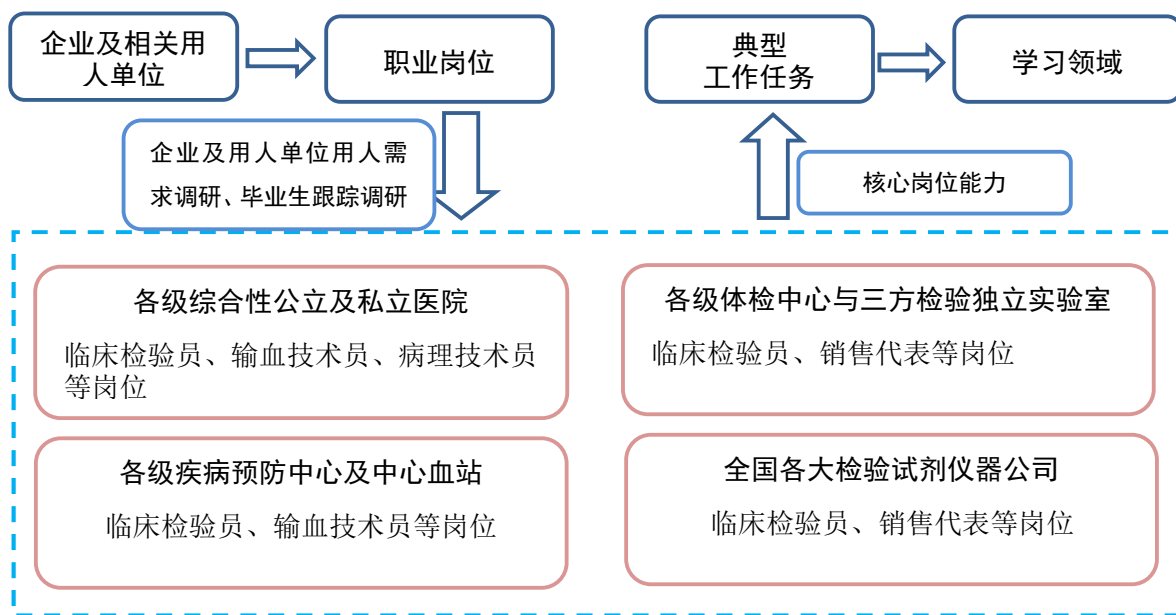 企业及相关用
人单位
职业岗位
典型
工作任务
学习领域
企业及用人单位用人需
求调研、毕业生跟踪调研
核心岗位能力
各级综合性公立及私立医院
临床检验员、输血技术员、病理技术员
等岗位
各级体检中心与三方检验独立实验室
临床检验员、销售代表等岗位
各级疾病预防中心及中心血站
临床检验员、输血技术员等岗位
全国各大检验试剂仪器公司
临床检验员、销售代表等岗位